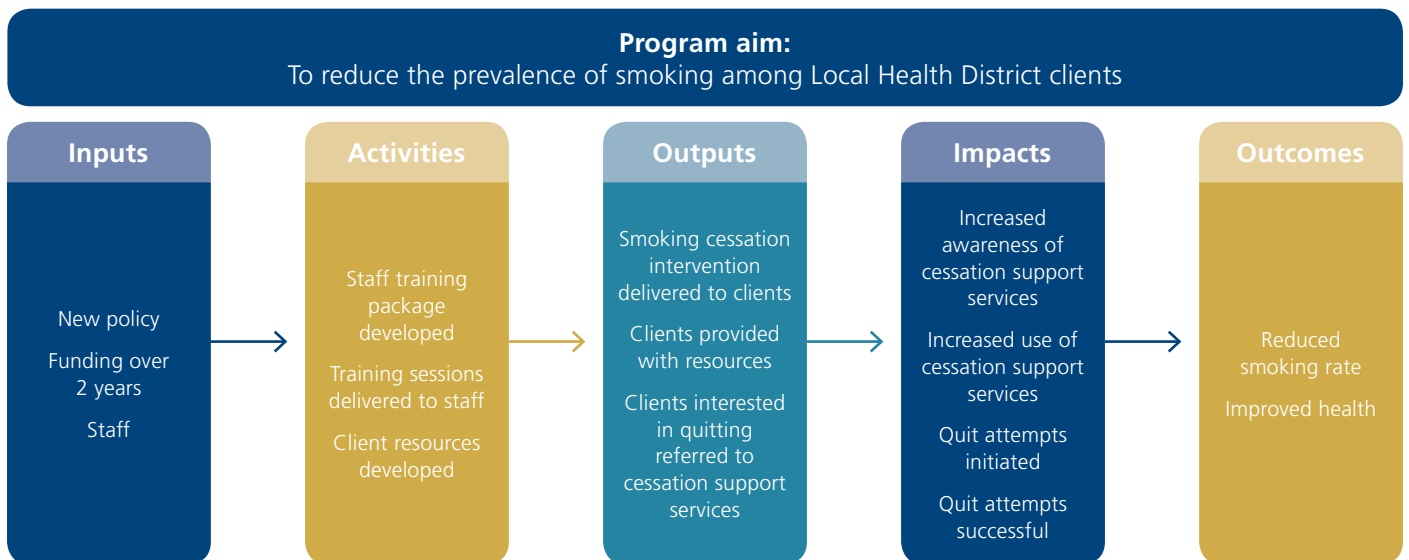 Program aim:
To reduce the prevalence of smoking among Local Health District clients
Inputs
New policy
Funding over
2 years
Staff
Activities
Staff training
package
developed
Training sessions
delivered to staff
Client resources
developed
Outputs
Smoking cessation
intervention
delivered to clients
Clients provided
with resources
Clients interested
in quitting
referred to
cessation support
services
Impacts
Increased
awareness of
cessation support
services
Increased use of
cessation support
services
Quit attempts
initiated
Quit attempts
successful
Outcomes
Reduced
smoking rate
Improved health